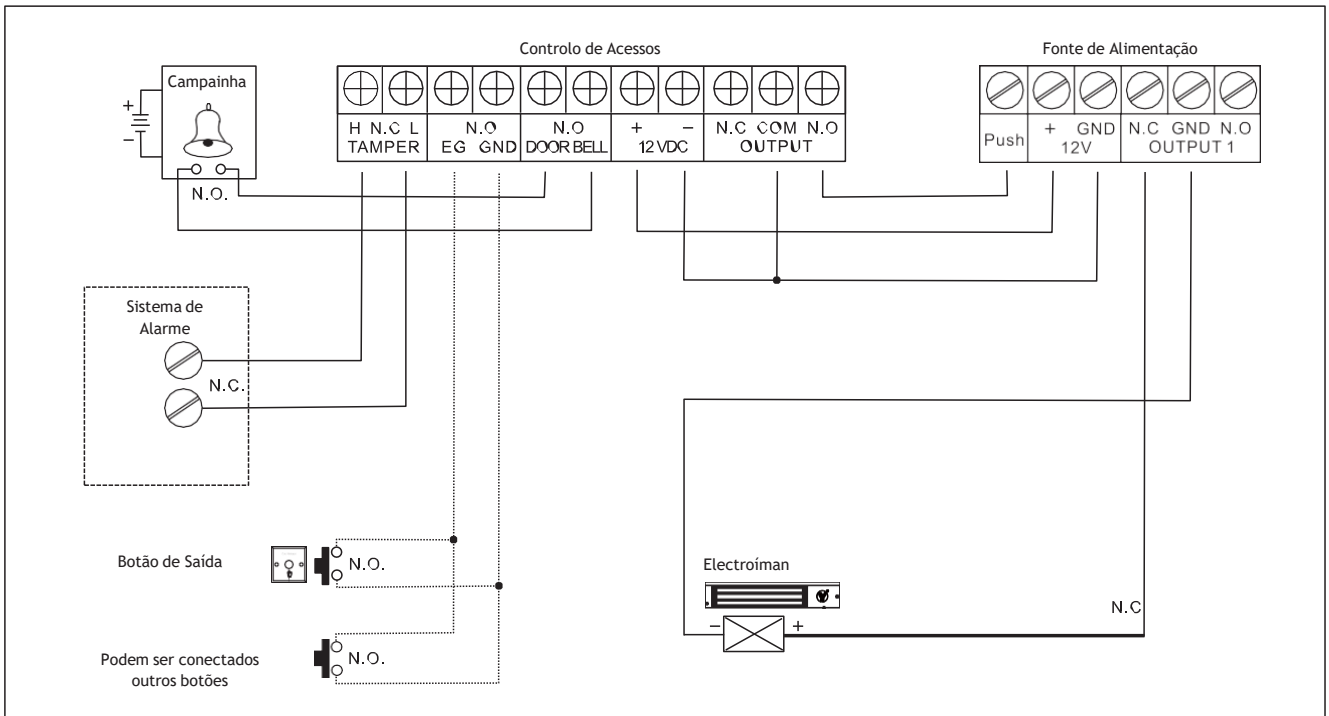 Controlo de Acessos
Fonte de Alimentação
Campainha
+
−
N.O.
H N.C L
TAMPER
N.O
EG GND
N.O
DOOR BELL
+ −
12 VDC
N.C COM N.O
OUTPUT
Push
+ GND
12V
N.C GND N.O
OUTPUT 1
Sistema de
Alarme
N.C.
Botão de Saída
N.O.
Podem ser conectados
outros botões
N.O.
Electroíman
− +
N.C